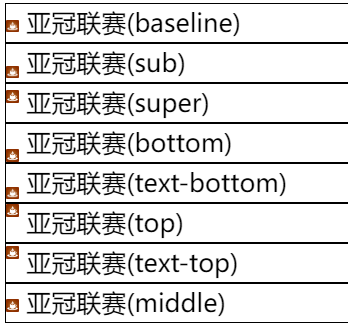 亚冠联赛(baseline)
亚冠联赛(sub)
亚冠联赛(super)
亚冠联赛(bottom)
亚冠联赛(text-bottom)
亚冠联赛(top)
亚冠联赛(text-top)
亚冠联赛(middle)